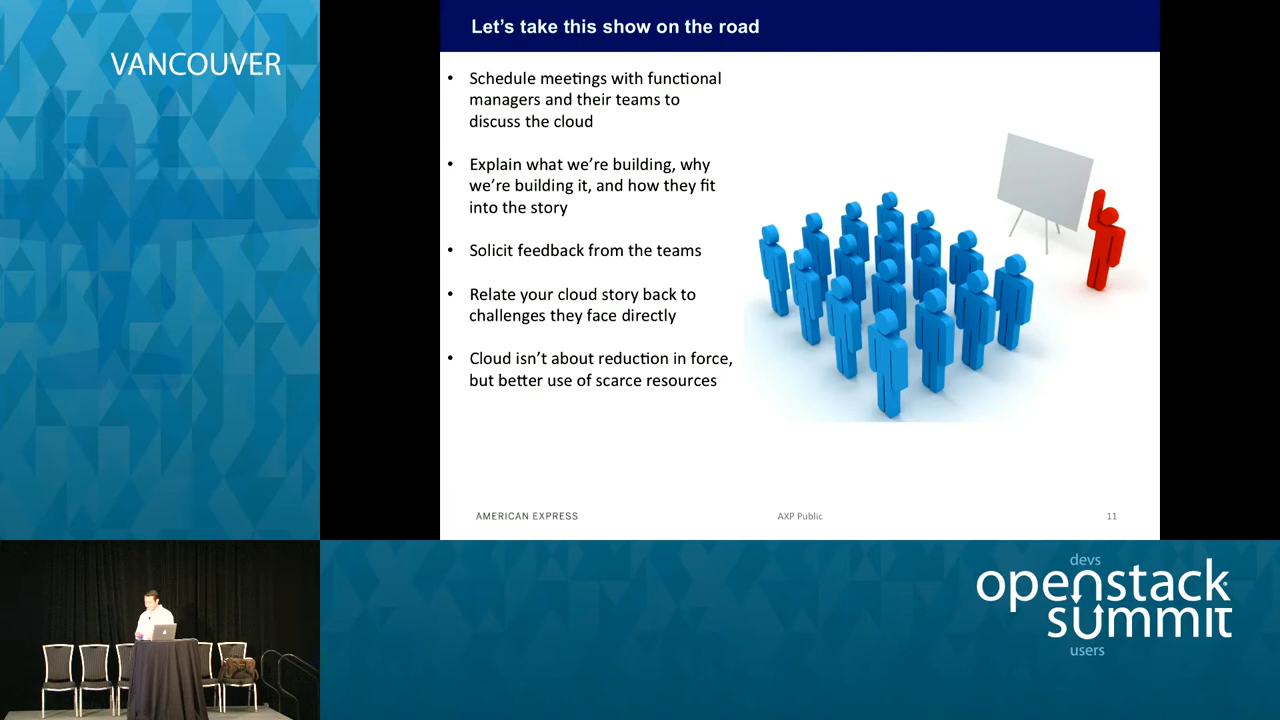 VANCOUVER
Let’s take this show on the road
• Schedule meetings with functional
managers and their teams to
discuss the cloud
• Explain what we’re building, why
we’re building it, and how they fit
into the story
• Solicit feedback from the teams
• Relate your cloud story back to
challenges they face directly
• Cloud isn’t about reduction in force,
but better use of scarce resources
AMERICAN EXPRESS
AXP Public
11
devs
openstack
summit
users